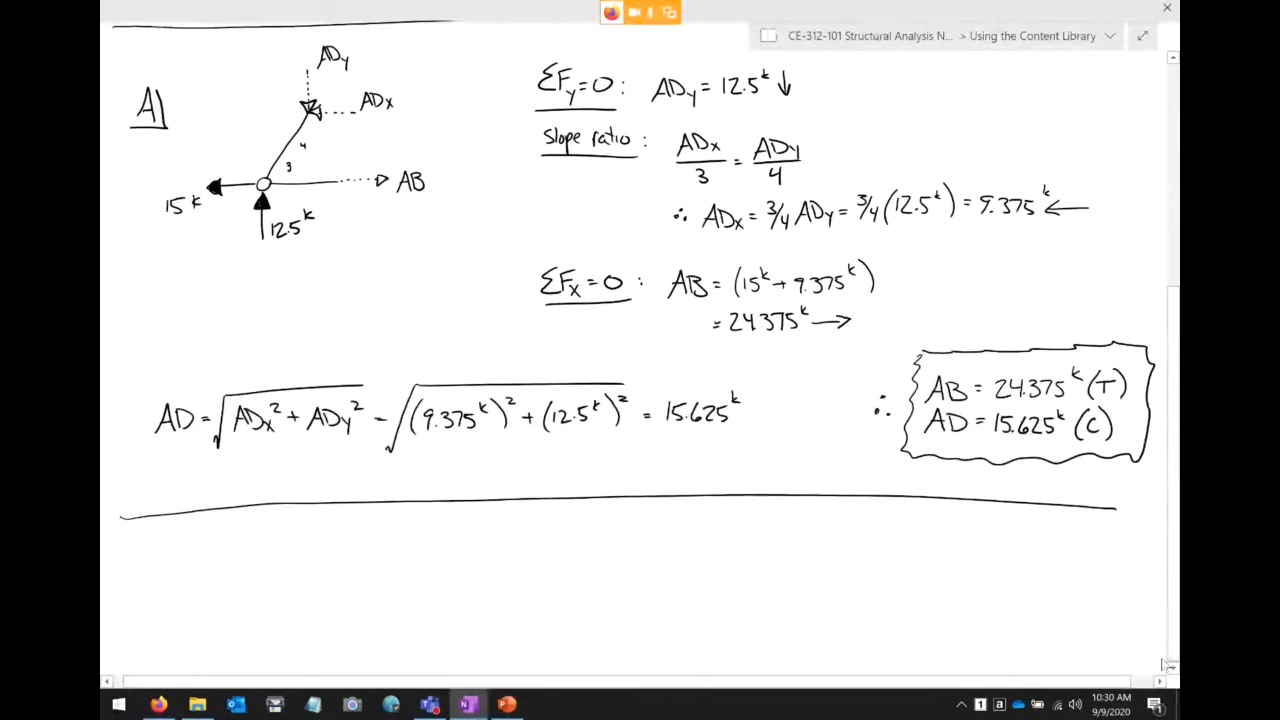 CE-312-101 Structural Analysis N... > Using the Content Library
A)
ADy
ADx
4
3
AB
15k
12.5k
ΣFy=0 : ADy = 12.5k ↓
Slope ratio : ADx/3 = ADy/4
∴ ADx = 3/4 ADy = 3/4 (12.5k) = 9.375k ←
ΣFx=0 : AB = (15k + 9.375k)
= 24.375k →
AD = √(ADx² + ADy²) = √((9.375k)² + (12.5k)²) = 15.625k
∴ AB = 24.375k (T)
AD = 15.625k (C)
10:30 AM
9/9/2020